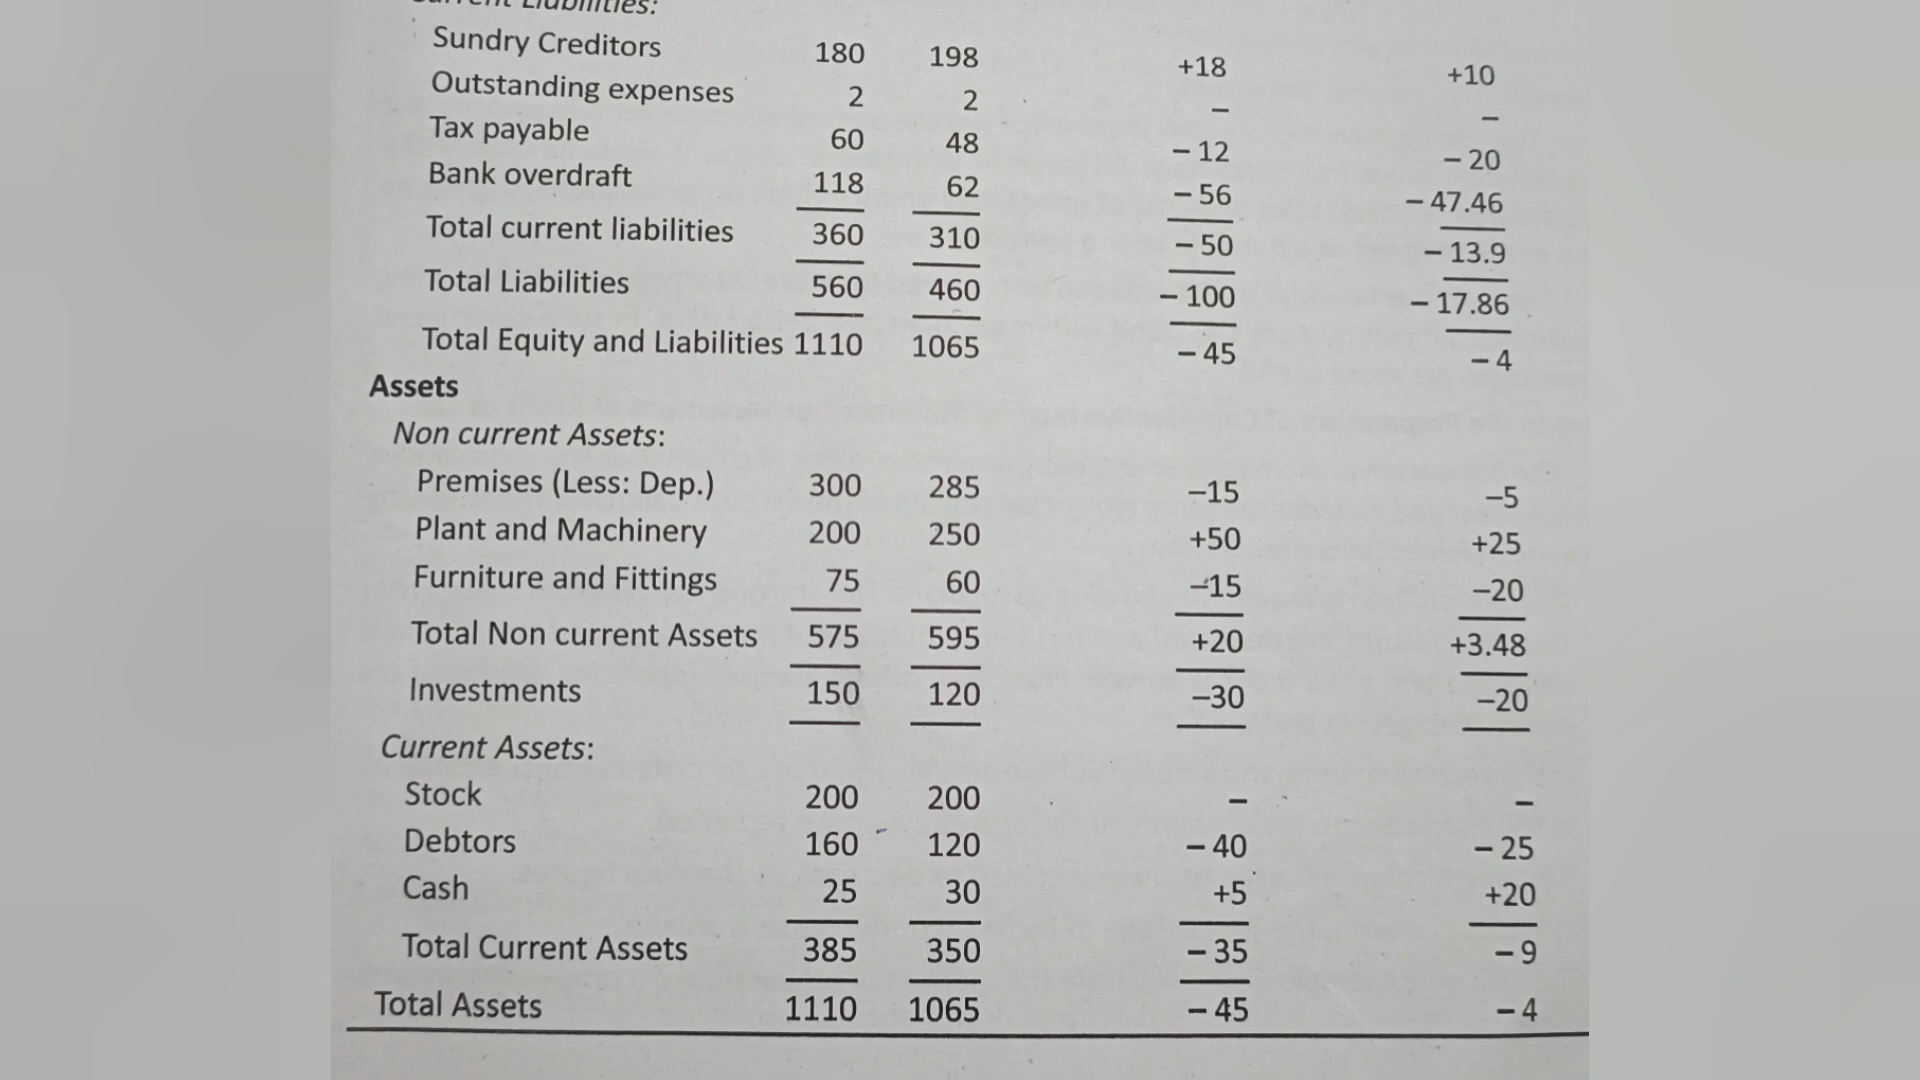 Current Liabilities:
Sundry Creditors 180 198 +18 +10
Outstanding expenses 2 2 – –
Tax payable 60 48 – 12 – 20
Bank overdraft 118 62 – 56 – 47.46
Total current liabilities 360 310 – 50 – 13.9
Total Liabilities 560 460 – 100 – 17.86
Total Equity and Liabilities 1110 1065 – 45 – 4
Assets
Non current Assets:
Premises (Less: Dep.) 300 285 –15 –5
Plant and Machinery 200 250 +50 +25
Furniture and Fittings 75 60 –15 –20
Total Non current Assets 575 595 +20 +3.48
Investments 150 120 –30 –20
Current Assets:
Stock 200 200 – –
Debtors 160 120 – 40 – 25
Cash 25 30 +5 +20
Total Current Assets 385 350 – 35 – 9
Total Assets 1110 1065 – 45 – 4